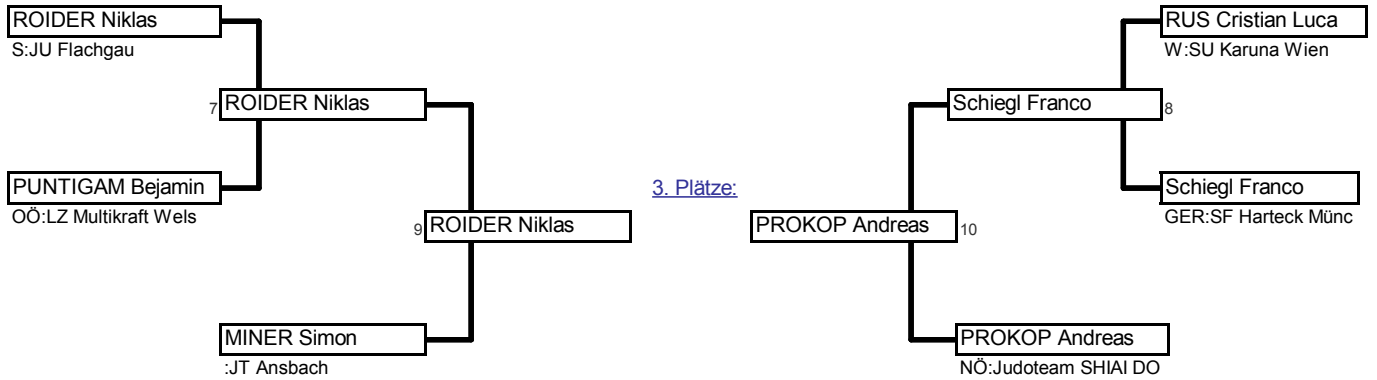 ROIDER Niklas
S:JU Flachgau
7 ROIDER Niklas
PUNTIGAM Bejamin
OÖ:LZ Multikraft Wels
9 ROIDER Niklas
MINER Simon
:JT Ansbach
3. Plätze:
RUS Cristian Luca
W:SU Karuna Wien
Schiegl Franco 8
Schiegl Franco
GER:SF Harteck Münc
PROKOP Andreas 10
PROKOP Andreas
NÖ:Judoteam SHIAI DO